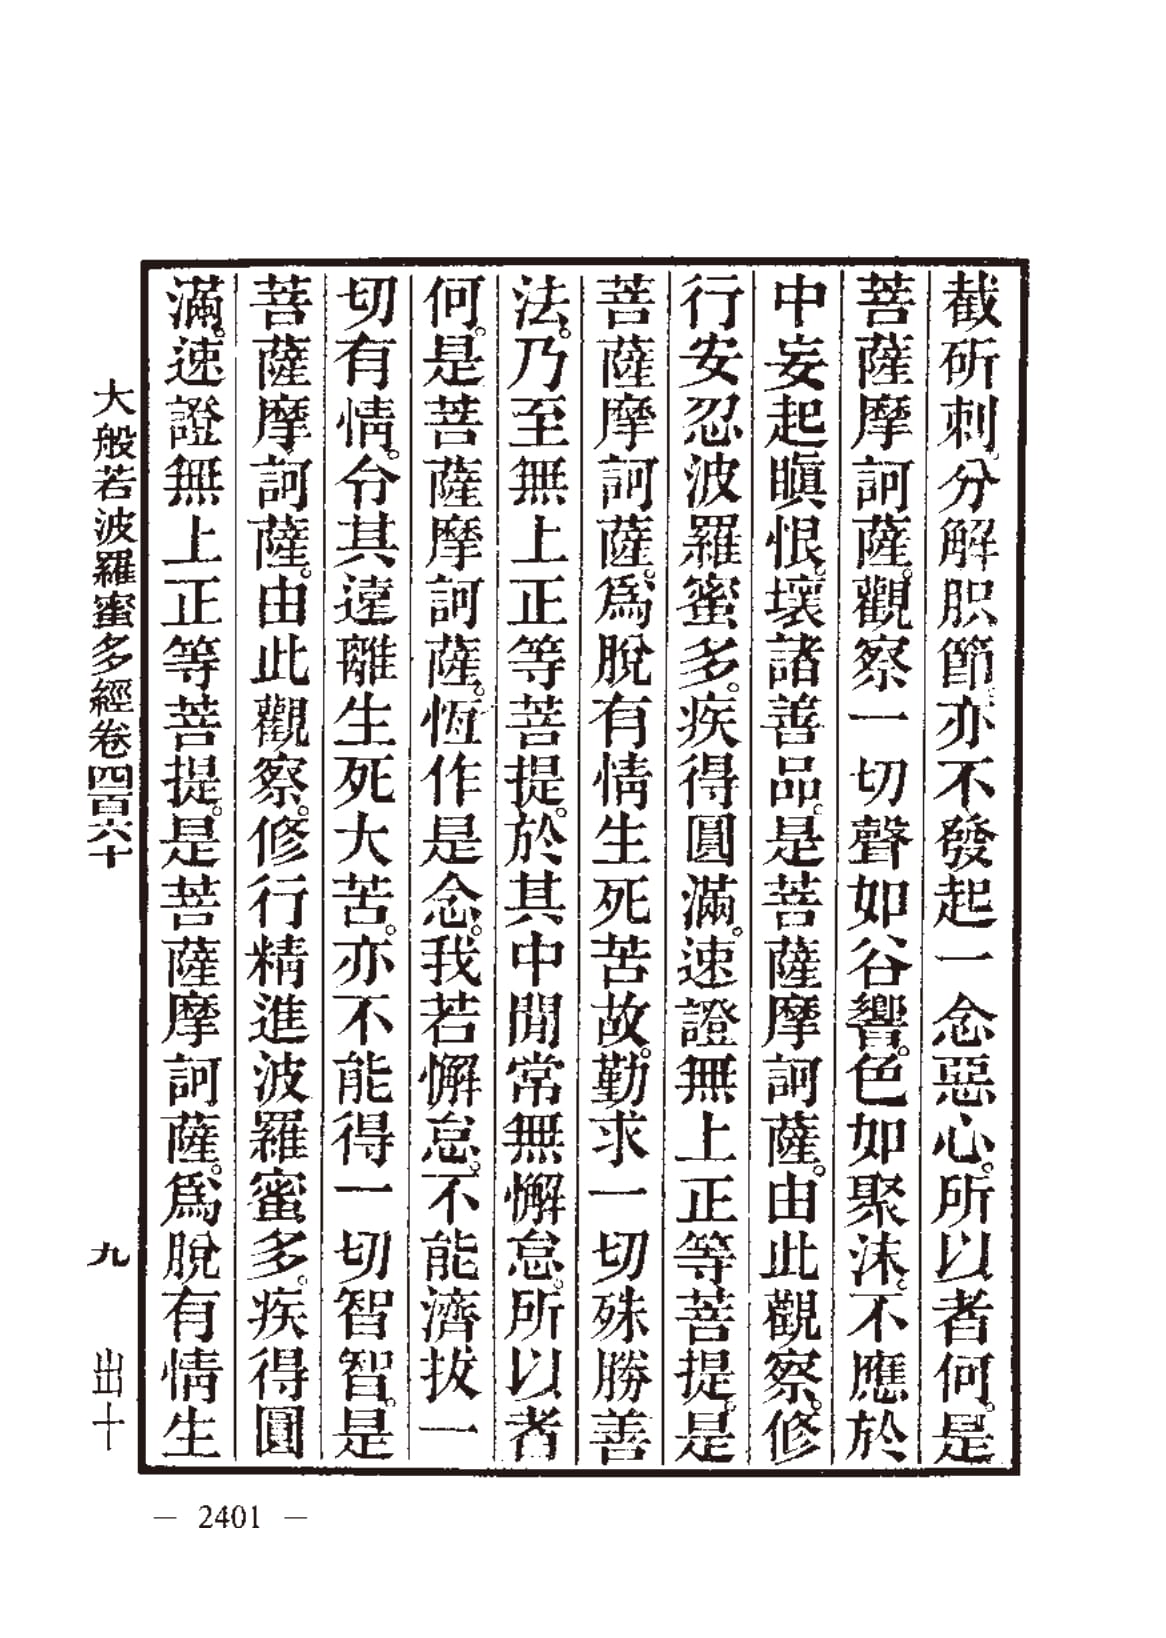 截斫刺。分解肢節。亦不發起一念惡心。所以者何。是
菩薩摩訶薩。觀察一切聲如谷響。色如聚沫。不應於
中妄起瞋恨。壞諸善品。是菩薩摩訶薩。由此觀察。修
行安忍波羅蜜多。疾得圓滿。速證無上正等菩提。是
菩薩摩訶薩。爲脫有情生死苦故。勤求一切殊勝善
法。乃至無上正等菩提。於其中閒常無懈怠。所以者
何。是菩薩摩訶薩。恆作是念。我若懈怠。不能濟拔一
切有情。令其遠離生死大苦。亦不能得一切智智。是
菩薩摩訶薩。由此觀察。修行精進波羅蜜多。疾得圓
滿。速證無上正等菩提。是菩薩摩訶薩。爲脫有情生
大般若波羅蜜多經卷四百六十 九 出十
— 2401 —